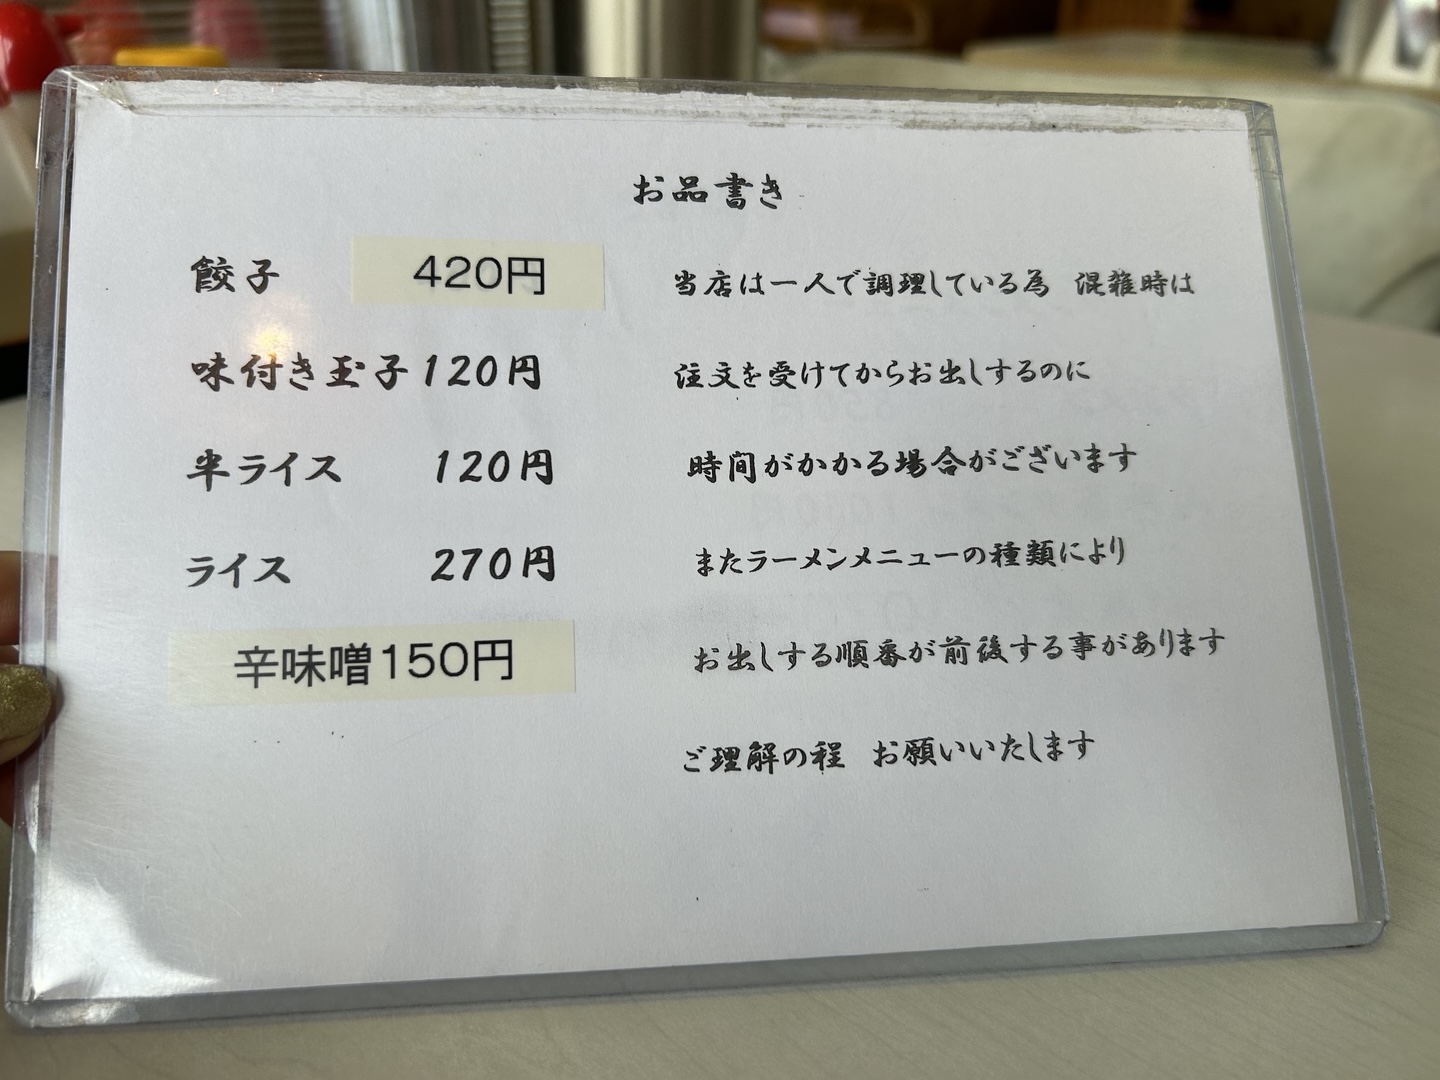 お品書き
餃子 420円
味付き玉子120円
半ライス 120円
ライス 270円
辛味噌150円
当店は一人で調理している為 混雑時は
注文を受けてからお出しするのに
時間がかかる場合がございます
またラーメンメニューの種類により
お出しする順番が前後する事があります
ご理解の程 お願いいたします